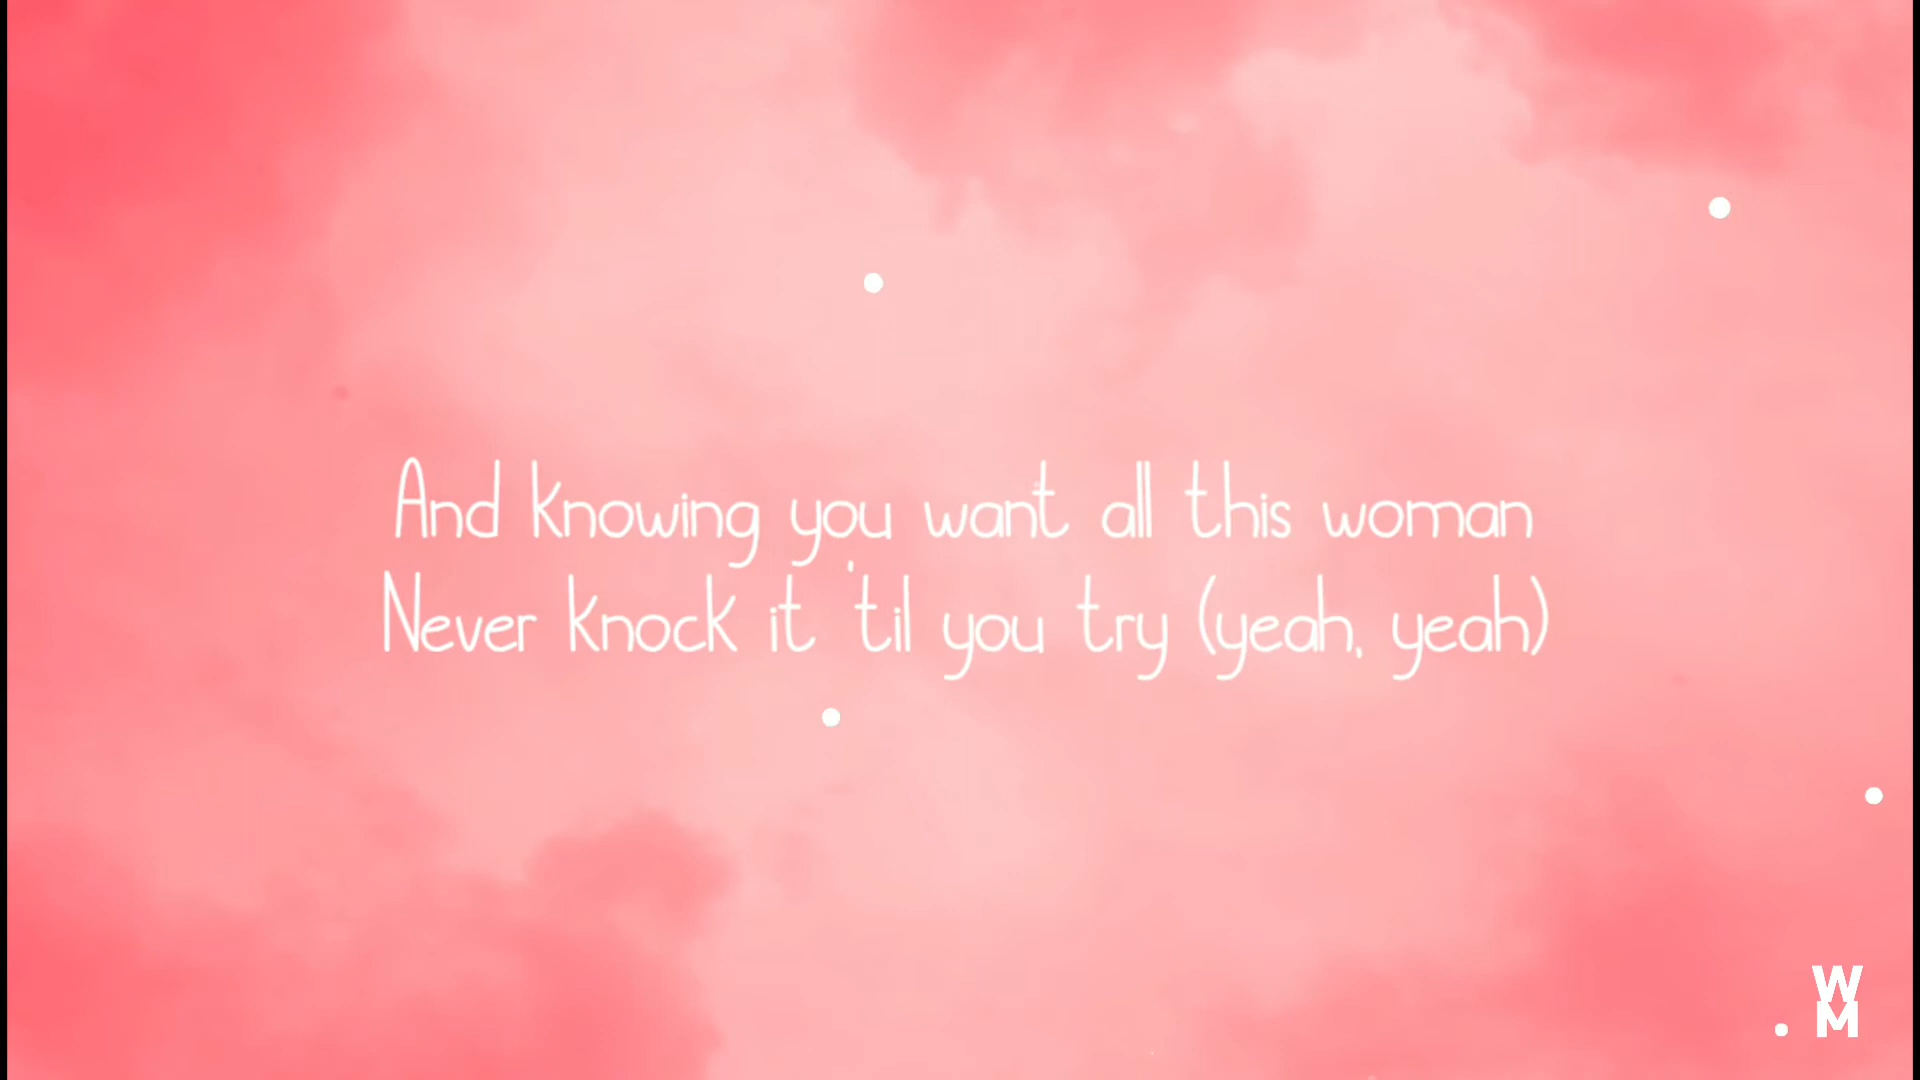 And knowing you want all this woman
Never knock it 'til you try (yeah, yeah)
W
M